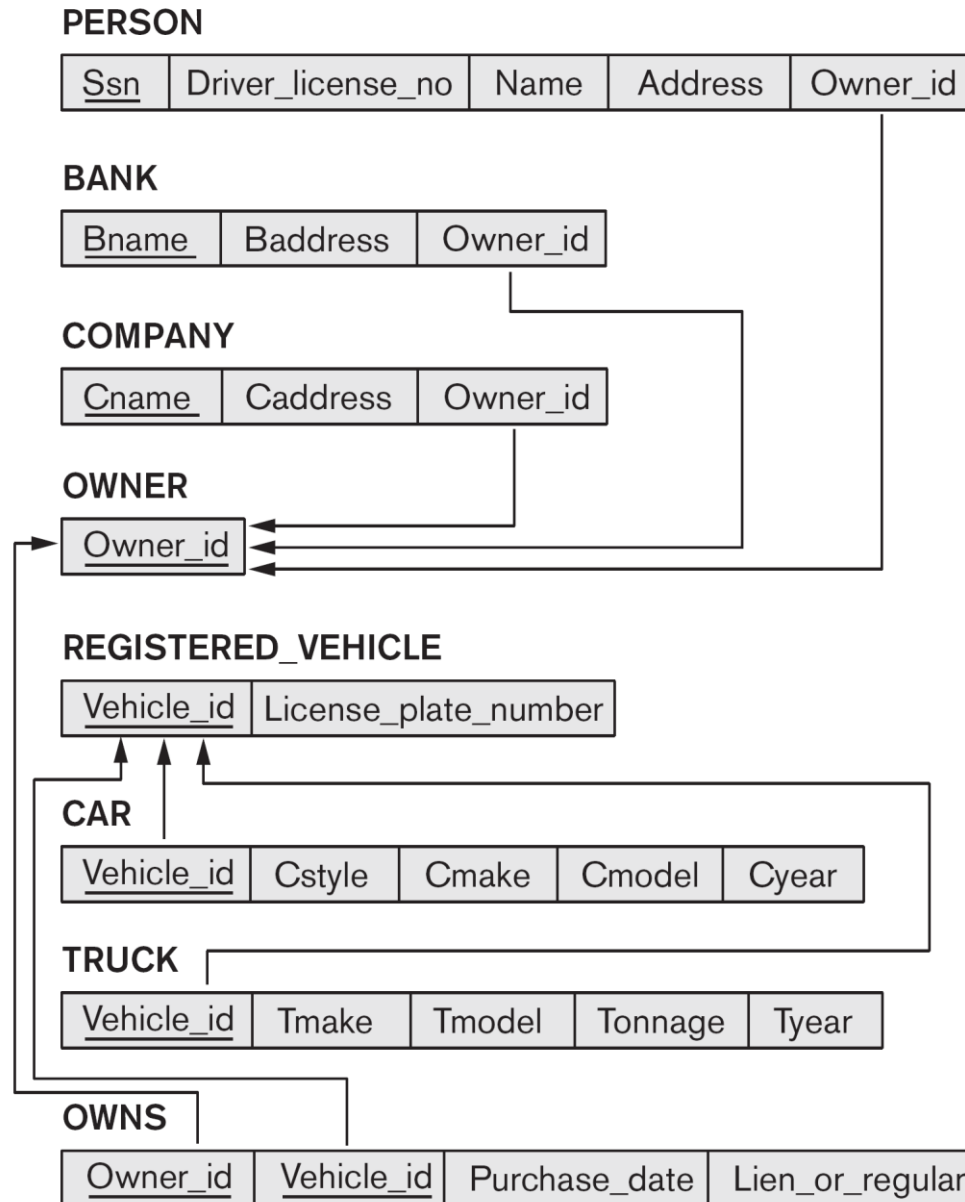 PERSON
Ssn Driver_license_no Name Address Owner_id
BANK
Bname Baddress Owner_id
COMPANY
Cname Caddress Owner_id
OWNER
Owner_id
REGISTERED_VEHICLE
Vehicle_id License_plate_number
CAR
Vehicle_id Cstyle Cmake Cmodel Cyear
TRUCK
Vehicle_id Tmake Tmodel Tonnage Tyear
OWNS
Owner_id Vehicle_id Purchase_date Lien_or_regular